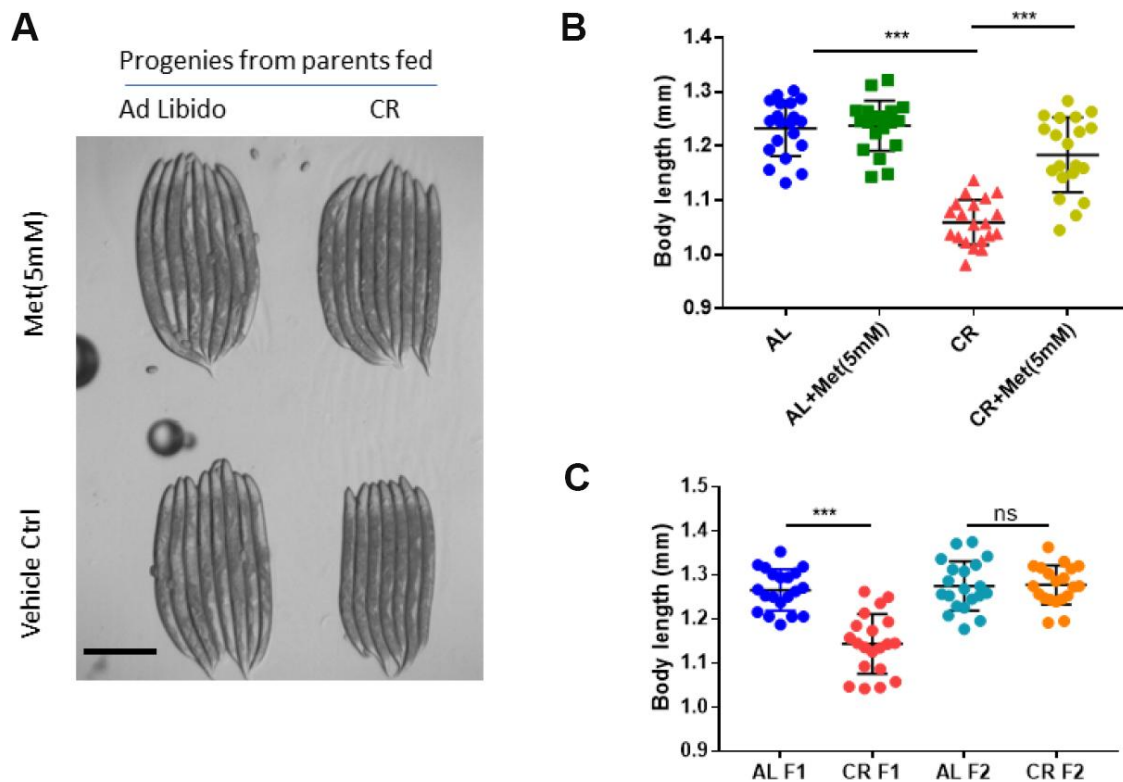 A
Progenies from parents fed
Ad Libido CR
Met(5mM)
Vehicle Ctrl
B
Body length (mm)
1.4
1.3
1.2
1.1
1.0
0.9
***
***
AL
AL+Met(5mM)
CR
CR+Met(5mM)
C
Body length (mm)
1.5
1.4
1.3
1.2
1.1
1.0
0.9
***
ns
AL F1 CR F1 AL F2 CR F2